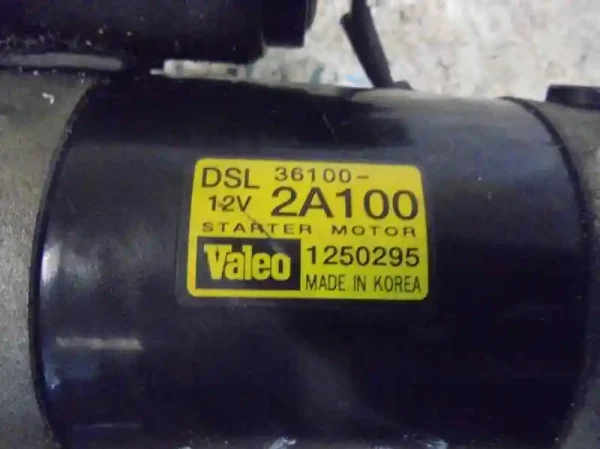 DSL 36100-
12V 2A100
STARTER MOTOR
Valeo 1250295
MADE IN KOREA